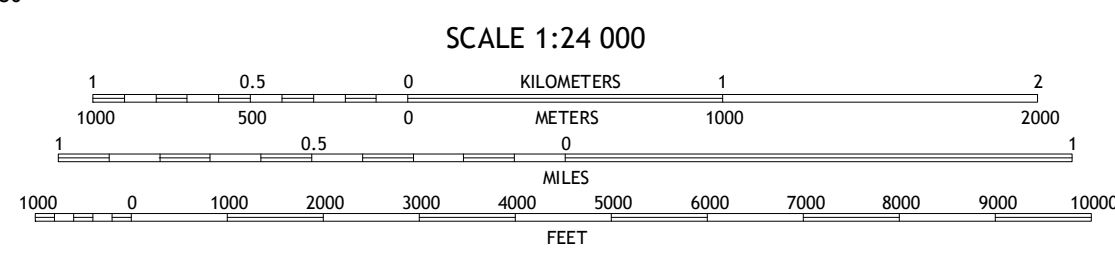 SCALE 1:24 000
1 0.5 0 KILOMETERS 1 2
1000 500 0 METERS 1000 2000
1 0.5 0 1
MILES
1000 0 1000 2000 3000 4000 5000 6000 7000 8000 9000 10000
FEET